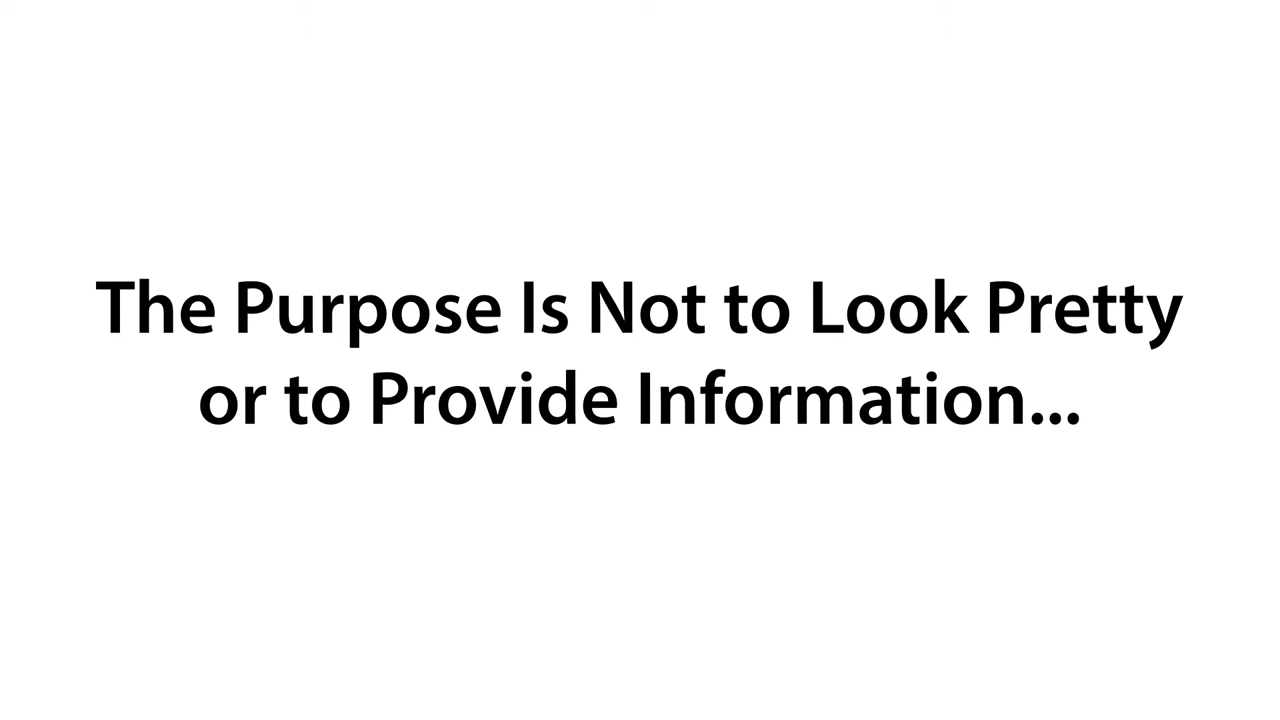 The Purpose Is Not to Look Pretty
or to Provide Information...